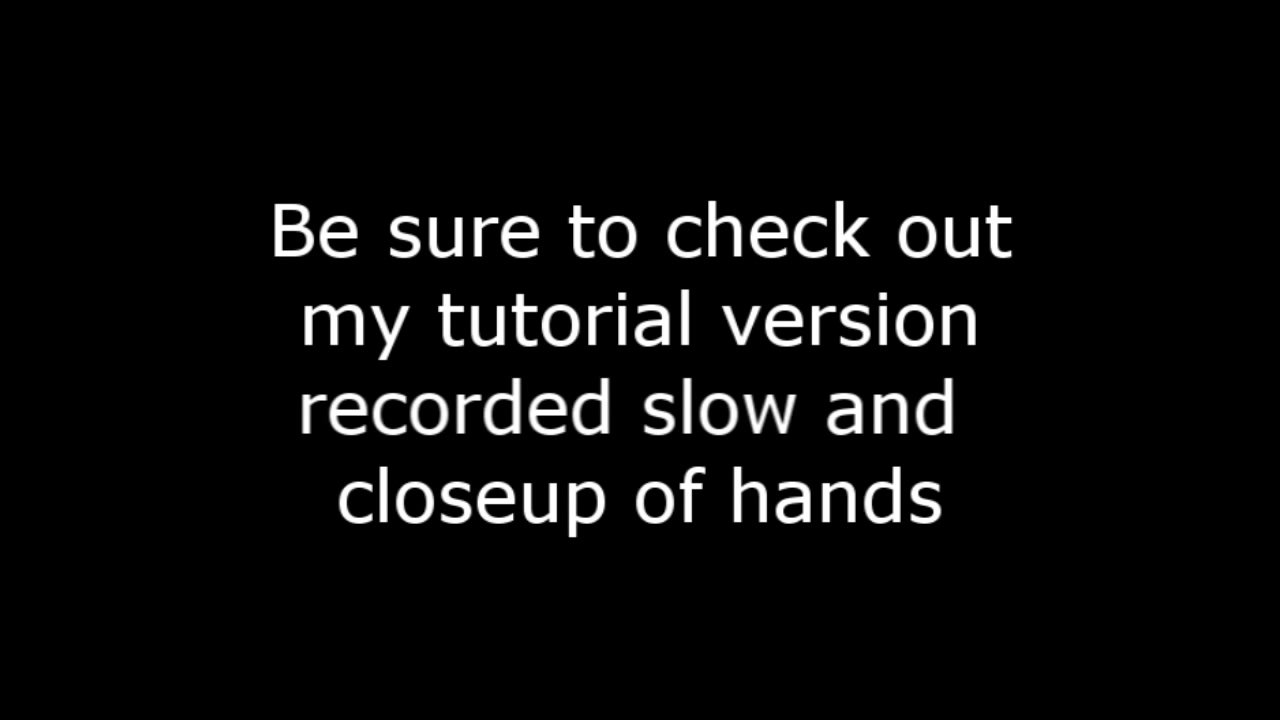 Be sure to check out
my tutorial version
recorded slow and
closeup of hands